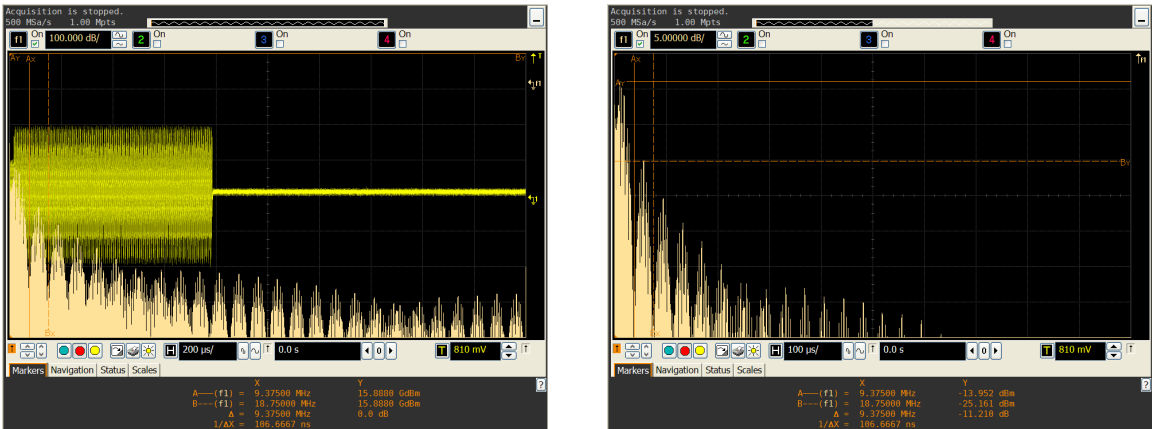 Acquisition is stopped.
500 MSa/s 1.00 Mpts
f1 On 100.000 dB/ 2 On 3 On 4 On
AY AX BY T
f1
1
BX
H 200 µs/ T 0.0 s 0 T 810 mV T
Markers Navigation Status Scales ?
X Y
A——(f1) = 9.37500 MHz 15.8880 GdBm
B---(f1) = 18.75000 MHz 15.8880 GdBm
Δ = 9.37500 MHz 0.0 dB
1/ΔX = 106.6667 ns
Acquisition is stopped.
500 MSa/s 1.00 Mpts
f1 On 5.00000 dB/ 2 On 3 On 4 On
AX f1
AY
BY
BX
H 100 µs/ T 0.0 s 0 T 810 mV T
Markers Navigation Status Scales ?
X Y
A——(f1) = 9.37500 MHz -13.952 dBm
B---(f1) = 18.75000 MHz -25.161 dBm
Δ = 9.37500 MHz -11.210 dB
1/ΔX = 106.6667 ns